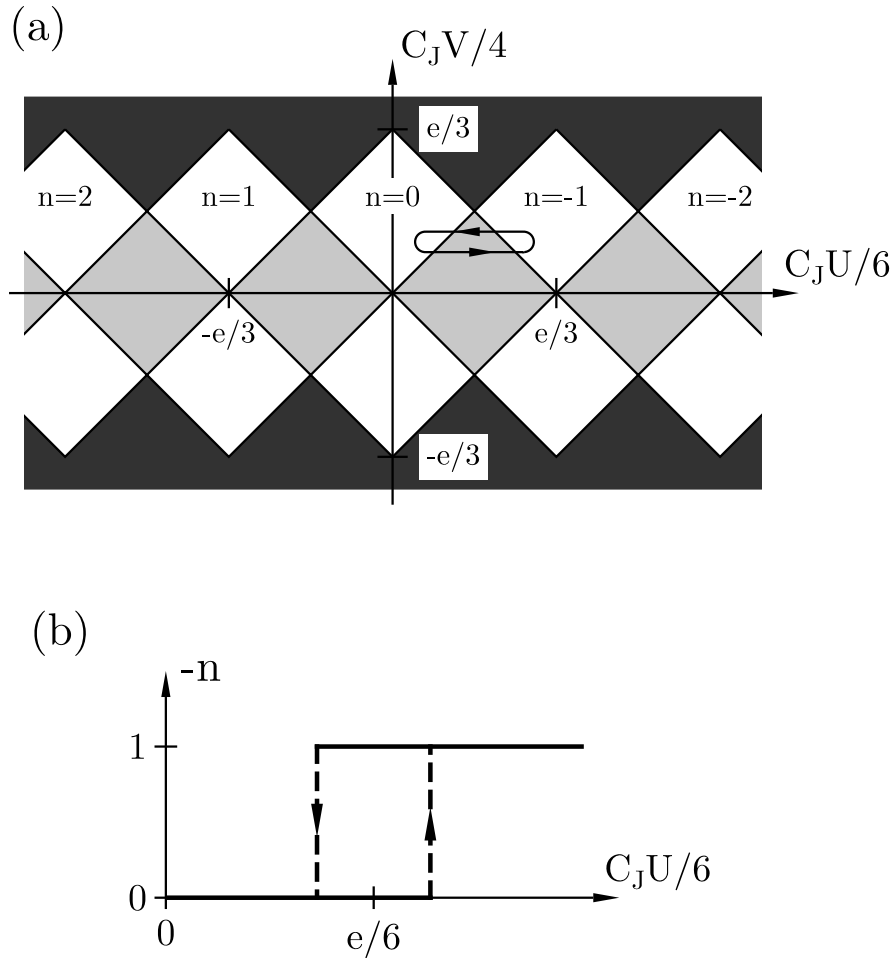 (a)
C_JV/4
e/3
n=2 n=1 n=0 n=-1 n=-2
C_JU/6
-e/3 e/3
-e/3
(b)
-n
1
0
0 e/6 C_JU/6